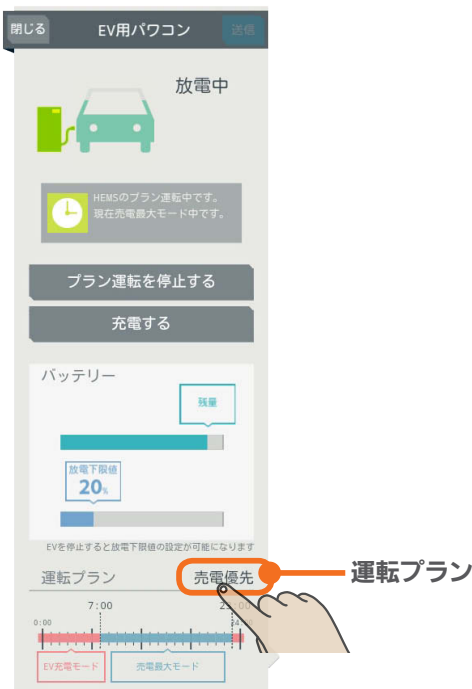 閉じる
EV用パワコン
送信
放電中
HEMSのプラン運転中です。
現在売電最大モード中です。
プラン運転を停止する
充電する
バッテリー
残量
放電下限値
20%
EVを停止すると放電下限値の設定が可能になります
運転プラン
売電優先
運転プラン
7:00
23:00
0:00
EV充電モード
売電最大モード